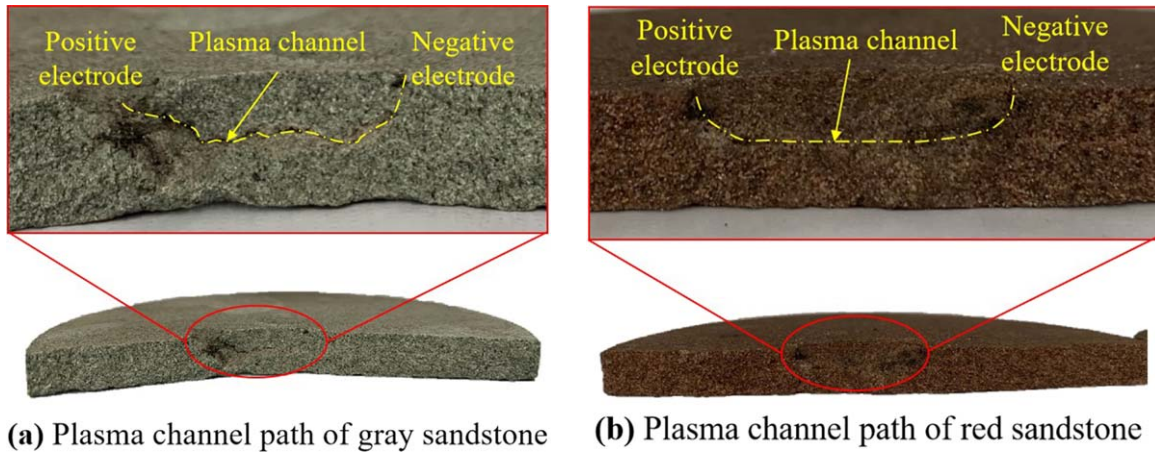 Positive
electrode
Plasma channel
Negative
electrode
Positive
electrode
Plasma channel
Negative
electrode
(a) Plasma channel path of gray sandstone
(b) Plasma channel path of red sandstone